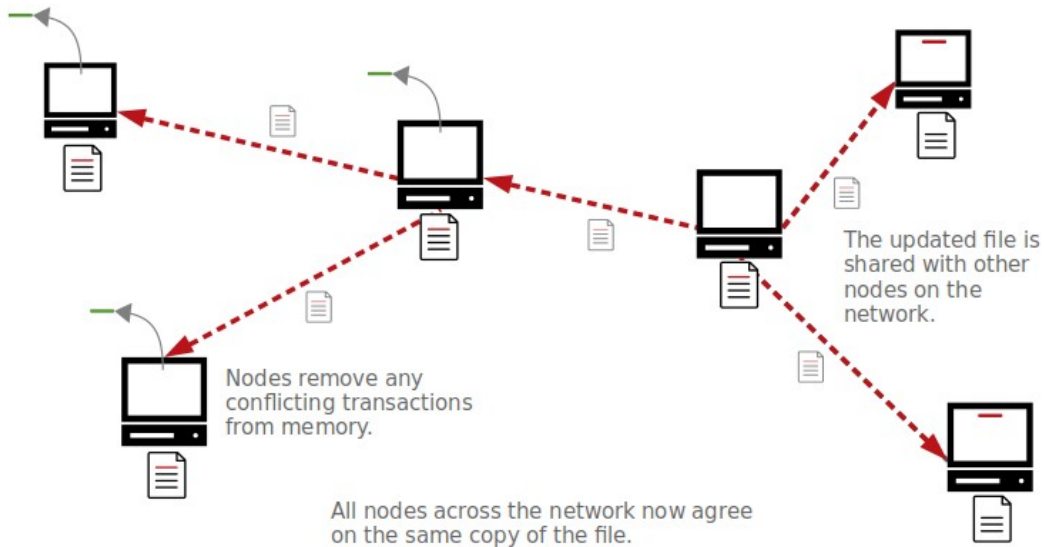 The updated file is
shared with other
nodes on the
network.
Nodes remove any
conflicting transactions
from memory.
All nodes across the network now agree
on the same copy of the file.